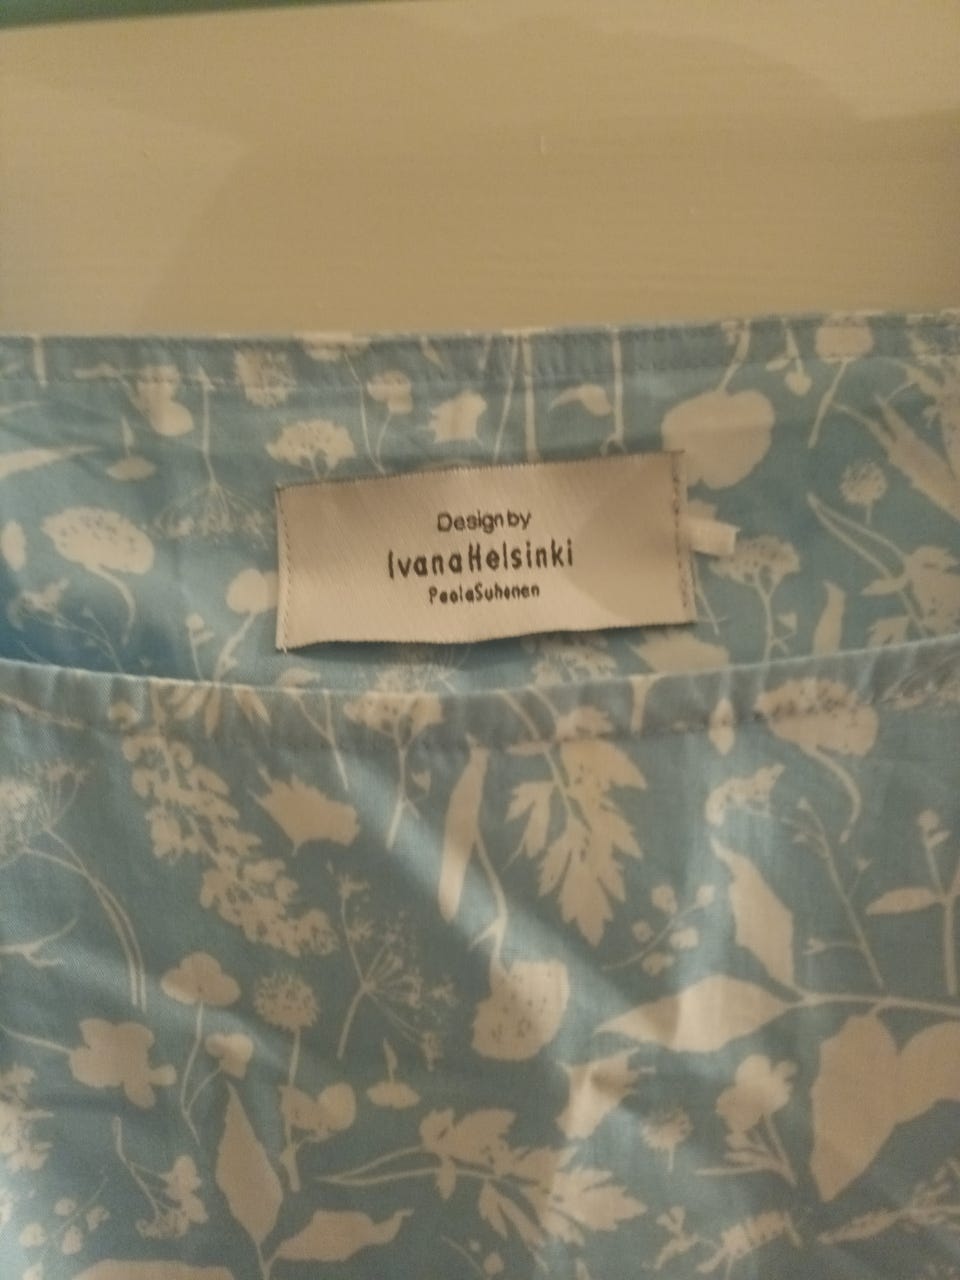 Design by
IvanaHelsinki
PaolaSuhonen